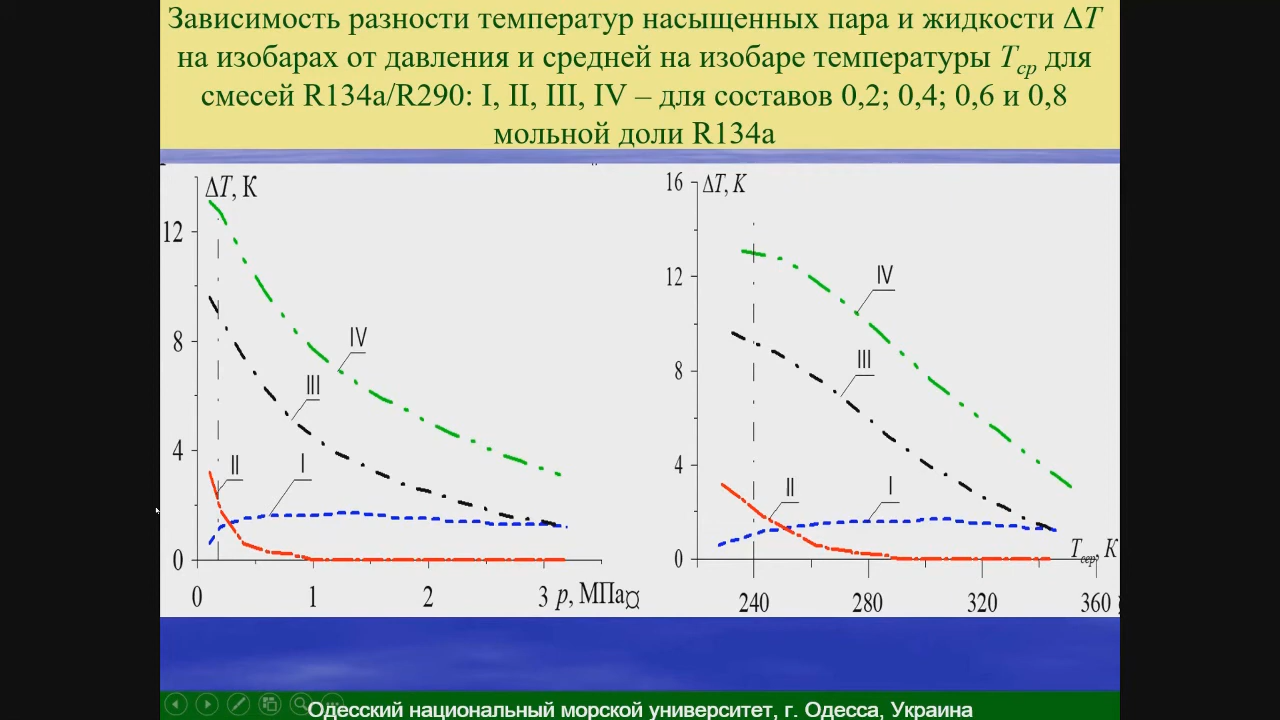 Зависимость разности температур насыщенных пара и жидкости ΔT
на изобарах от давления и средней на изобаре температуры Tср для
смесей R134a/R290: I, II, III, IV – для составов 0,2; 0,4; 0,6 и 0,8
мольной доли R134a
ΔT, К
12
8
4
0
IV
III
II
I
0
1
2
3
p, МПа¤
16
ΔT, K
12
8
4
0
IV
III
II
I
Tсер, К
240
280
320
360
Одесский национальный морской университет, г. Одесса, Украина